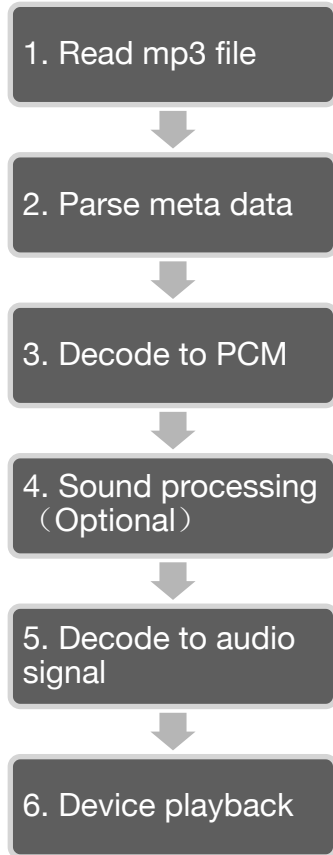 1. Read mp3 file
2. Parse meta data
3. Decode to PCM
4. Sound processing
（Optional）
5. Decode to audio
signal
6. Device playback